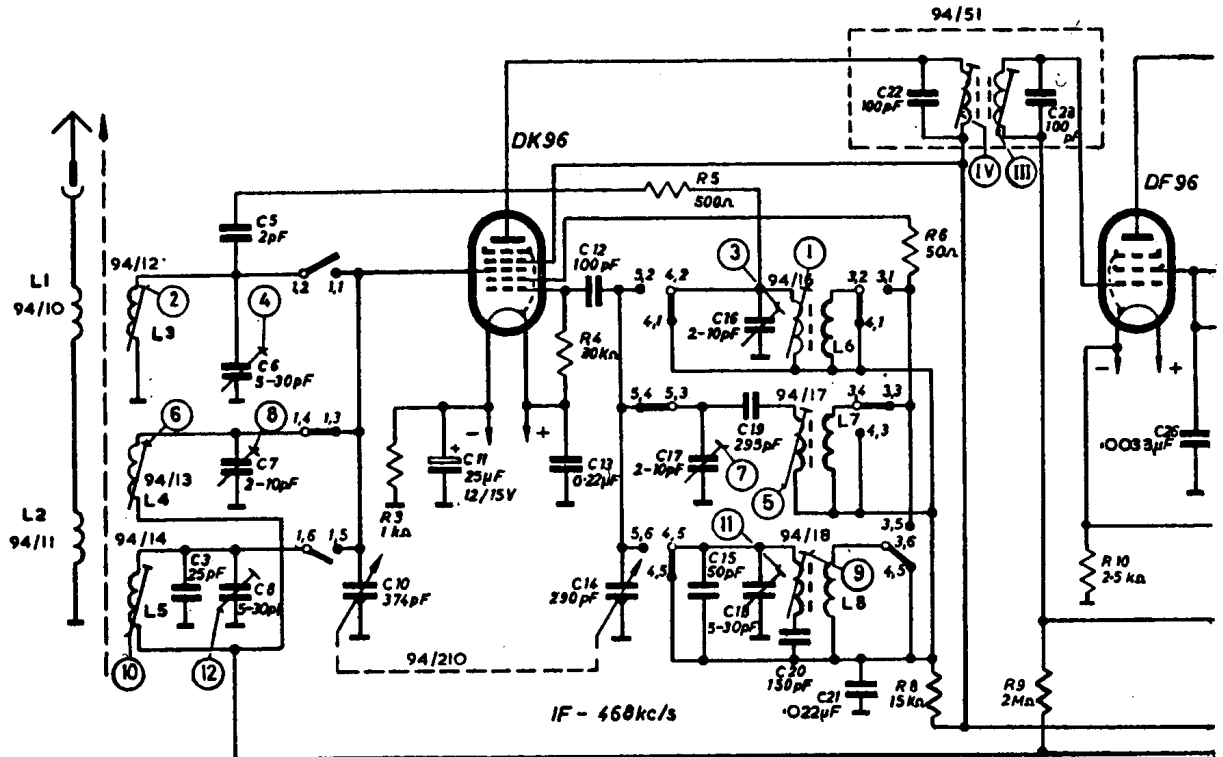 94/51
C22
100pF
C23
100
pF
IV
III
DK96
DF96
R5
500Ω
C5
2pF
C12
100pF
R6
50Ω
L1
94/10
94/12
2
4
1,2
1,1
L3
C6
5-30pF
R4
20kΩ
5,2
4,2
4,1
3
1
94/16
C16
2-10pF
3,2
3,1
4,1
L6
- +
- +
6
8
1,4
1,3
C7
2-10pF
94/13
L4
R3
1kΩ
+
C11
25µF
12/15V
C13
0·22µF
5,4
5,3
C17
2-10pF
7
C19
295pF
94/17
5
3,4
3,3
L7
4,3
C26
·0033µF
L2
94/11
94/14
C3
25pF
C8
5-30pF
L5
10
12
1,6
1,5
C10
374pF
C14
290pF
5,6
4,5
4,5
11
C15
50pF
C18
5-30pF
94/18
9
L8
3,5
3,6
4,5
R10
2·5kΩ
94/210
C20
150pF
C21
·022µF
R8
15kΩ
R9
2MΩ
IF - 468kc/s